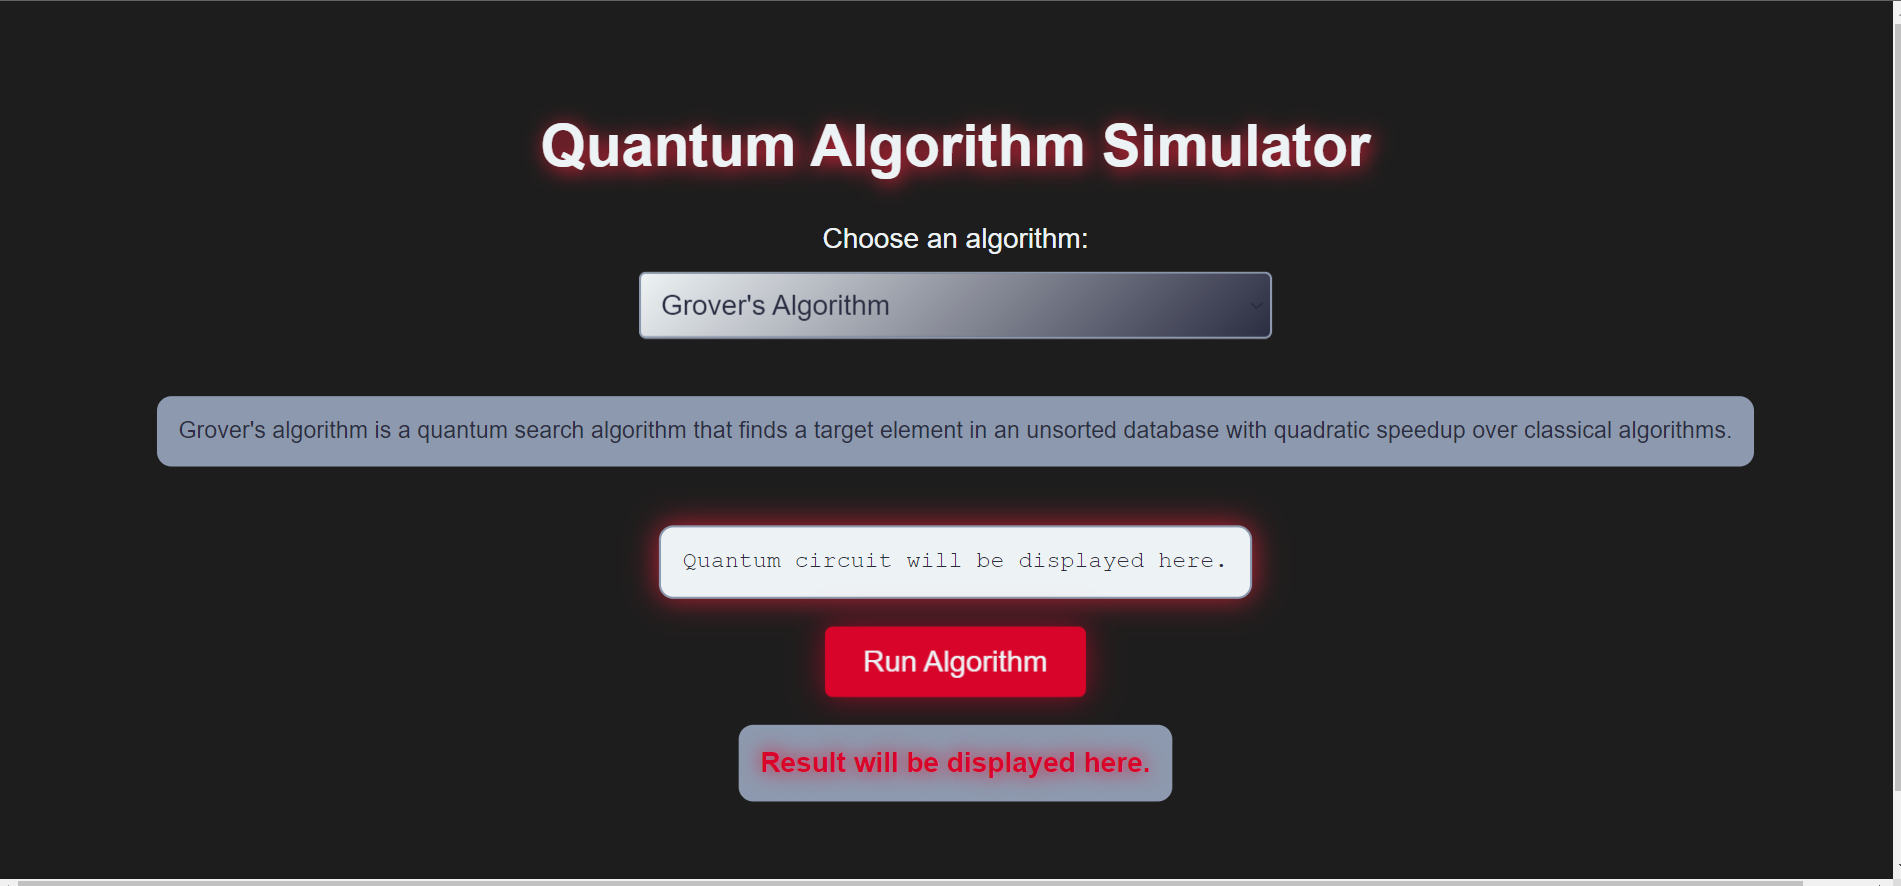 Quantum Algorithm Simulator
Choose an algorithm:
Grover's Algorithm
Grover's algorithm is a quantum search algorithm that finds a target element in an unsorted database with quadratic speedup over classical algorithms.
Quantum circuit will be displayed here.
Run Algorithm
Result will be displayed here.